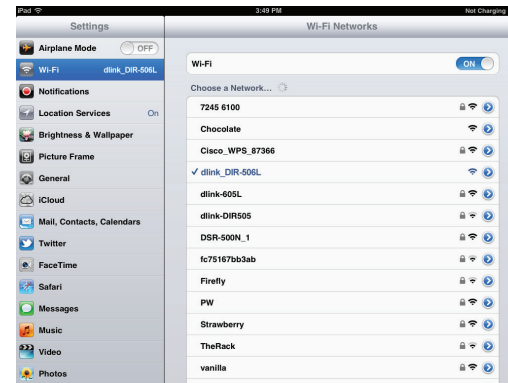 iPad 3:49 PM Not Charging
Settings
Airplane Mode OFF
Wi-Fi dlink_DIR-506L
Notifications
Location Services On
Brightness & Wallpaper
Picture Frame
General
iCloud
Mail, Contacts, Calendars
Twitter
FaceTime
Safari
Messages
Music
Video
Photos
Wi-Fi Networks
Wi-Fi ON
Choose a Network...
7245 6100
Chocolate
Cisco_WPS_87366
dlink_DIR-506L
dlink-605L
dlink-DIR505
DSR-500N_1
fc75167bb3ab
Firefly
PW
Strawberry
TheRack
vanilla